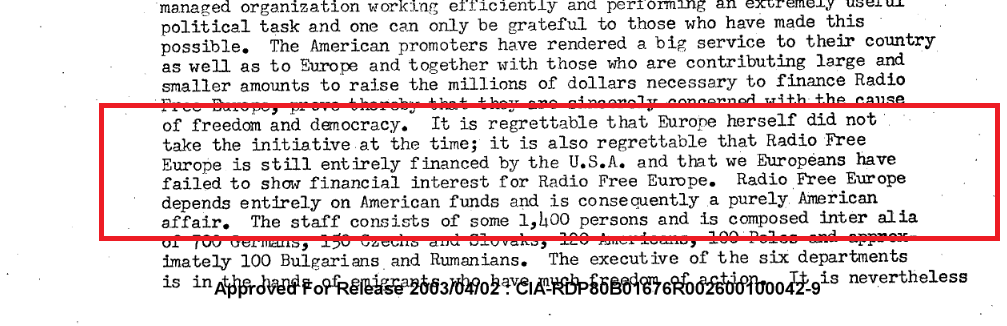 managed organization working efficiently and performing an extremely useful
political task and one can only be grateful to those who have made this
possible. The American promoters have rendered a big service to their country
as well as to Europe and together with those who are contributing large and
smaller amounts to raise the millions of dollars necessary to finance Radio
Free Europe, prove thereby that they are sincerely concerned with the cause
of freedom and democracy. It is regrettable that Europe herself did not
take the initiative at the time; it is also regrettable that Radio Free
Europe is still entirely financed by the U.S.A. and that we Europeans have
failed to show financial interest for Radio Free Europe. Radio Free Europe
depends entirely on American funds and is consequently a purely American
affair. The staff consists of some 1,400 persons and is composed inter alia
of 700 Germans, 150 Czechs and Slovaks, 120 Americans, 100 Poles and approx-
imately 100 Bulgarians and Rumanians. The executive of the six departments
is in the hands of emigrants who have much freedom of action. It is nevertheless
Approved For Release 2003/04/02 : CIA-RDP80B01676R002600100042-9